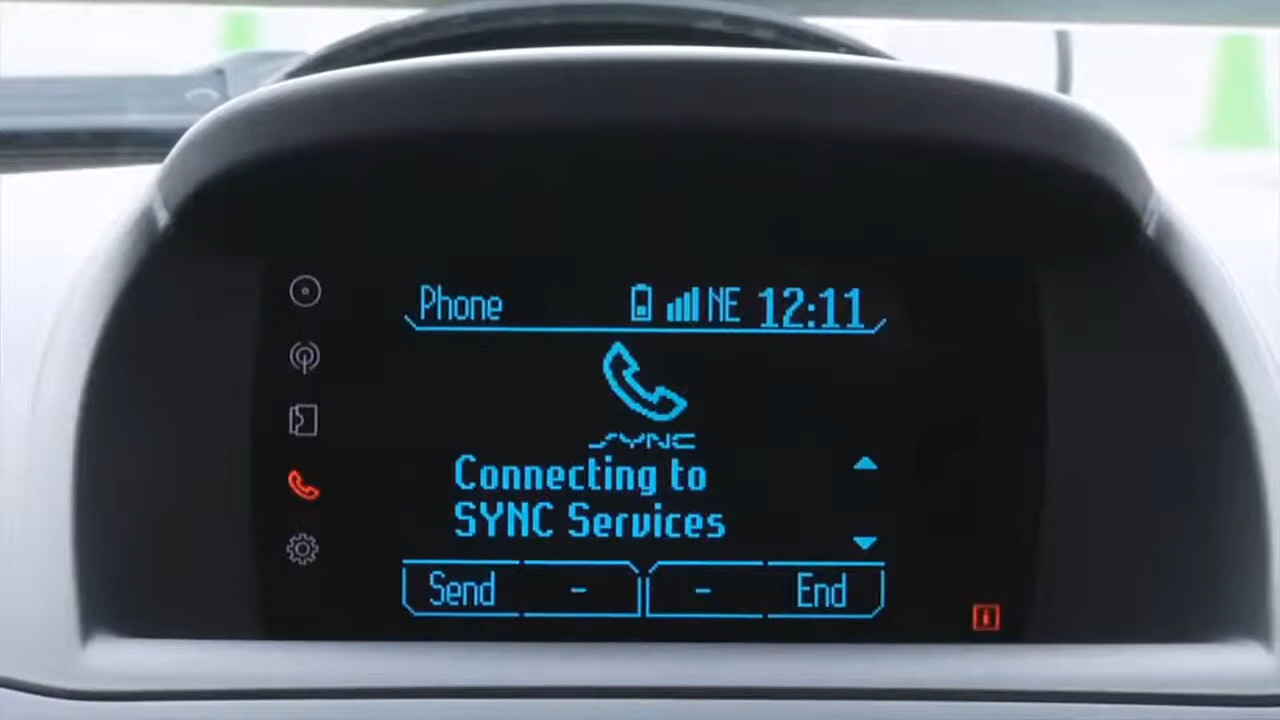 Phone NE 12:11
SYNC
Connecting to
SYNC Services
Send - - End